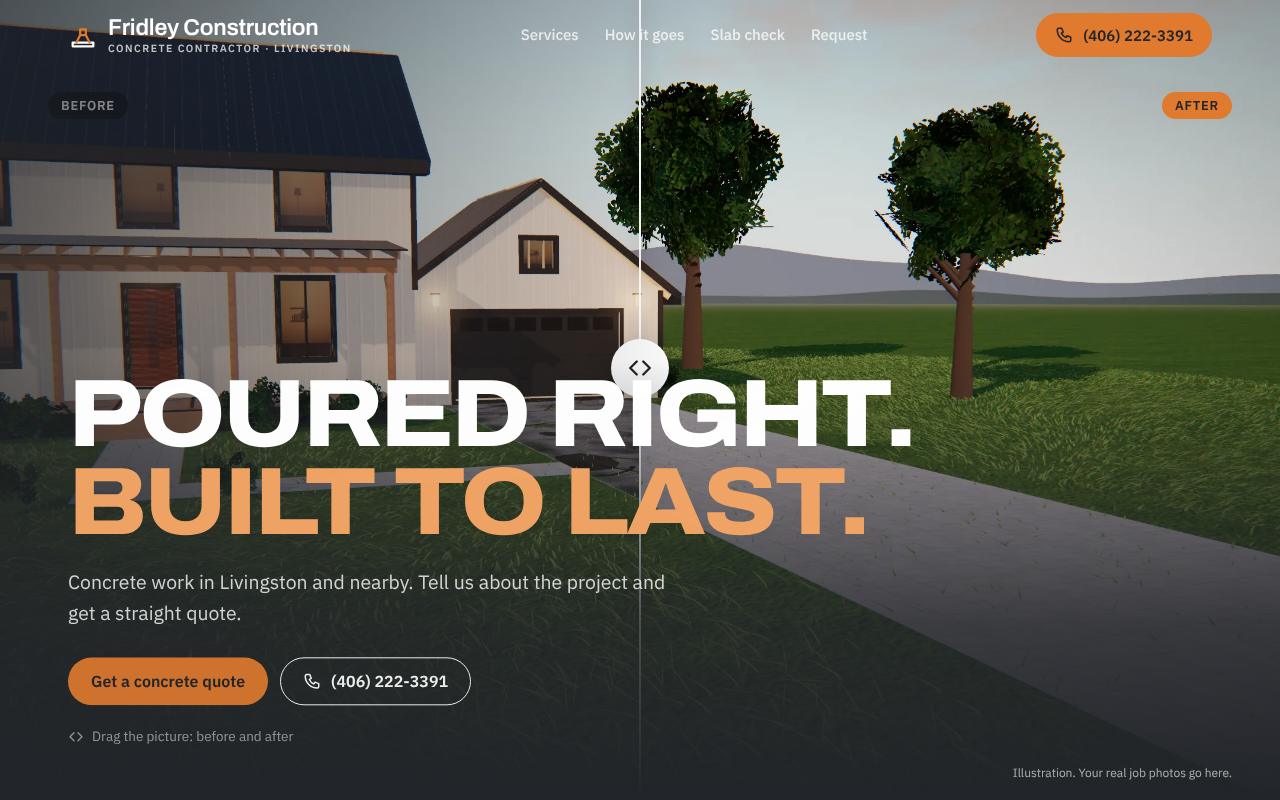 Fridley Construction
CONCRETE CONTRACTOR · LIVINGSTON
Services
How it goes
Slab check
Request
(406) 222-3391
BEFORE
AFTER
POURED RIGHT.
BUILT TO LAST.
Concrete work in Livingston and nearby. Tell us about the project and
get a straight quote.
Get a concrete quote
(406) 222-3391
Drag the picture: before and after
Illustration. Your real job photos go here.